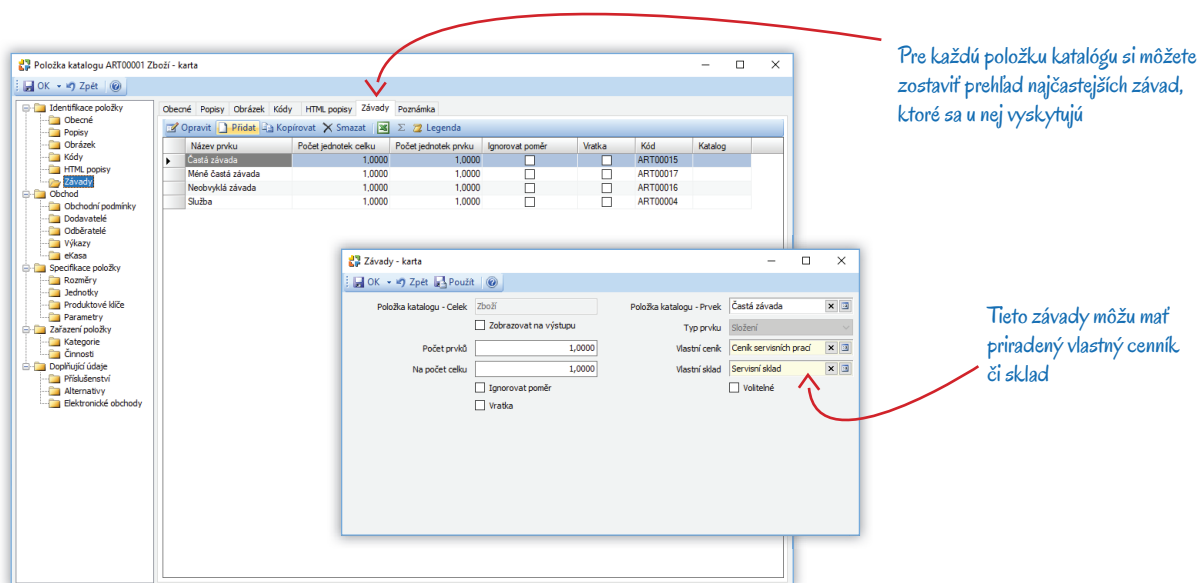 Pre každú položku katalógu si môžete
zostaviť prehľad najčastejších závad,
ktoré sa u nej vyskytujú
Položka katalogu ART00001 Zboží - karta
OK Zpět
Identifikace položky
Obecné
Popisy
Obrázek
Kódy
HTML popisy
Závady
Obchod
Obchodní podmínky
Dodavatelé
Odběratelé
Výkazy
eKasa
Specifikace položky
Rozměry
Jednotky
Produktové klíče
Parametry
Zařazení položky
Kategorie
Činnosti
Doplňující údaje
Příslušenství
Alternativy
Elektronické obchody
Obecné Popisy Obrázek Kódy HTML popisy Závady Poznámka
Opravit Přidat Kopírovat Smazat Σ Legenda
Název prvku Počet jednotek celku Počet jednotek prvku Ignorovat poměr Vratka Kód Katalog
Častá závada 1,0000 1,0000 ART00015
Méně častá závada 1,0000 1,0000 ART00017
Neobvyklá závada 1,0000 1,0000 ART00016
Služba 1,0000 1,0000 ART00004
Závady - karta
OK Zpět Použít
Položka katalogu - Celek Zboží Položka katalogu - Prvek Častá závada
Zobrazovat na výstupu Typ prvku Složení
Počet prvků 1,0000 Vlastní ceník Ceník servisních prací
Na počet celku 1,0000 Vlastní sklad Servisní sklad
Ignorovat poměr Volitelné
Vratka
Tieto závady môžu mať
priradený vlastný cenník
či sklad